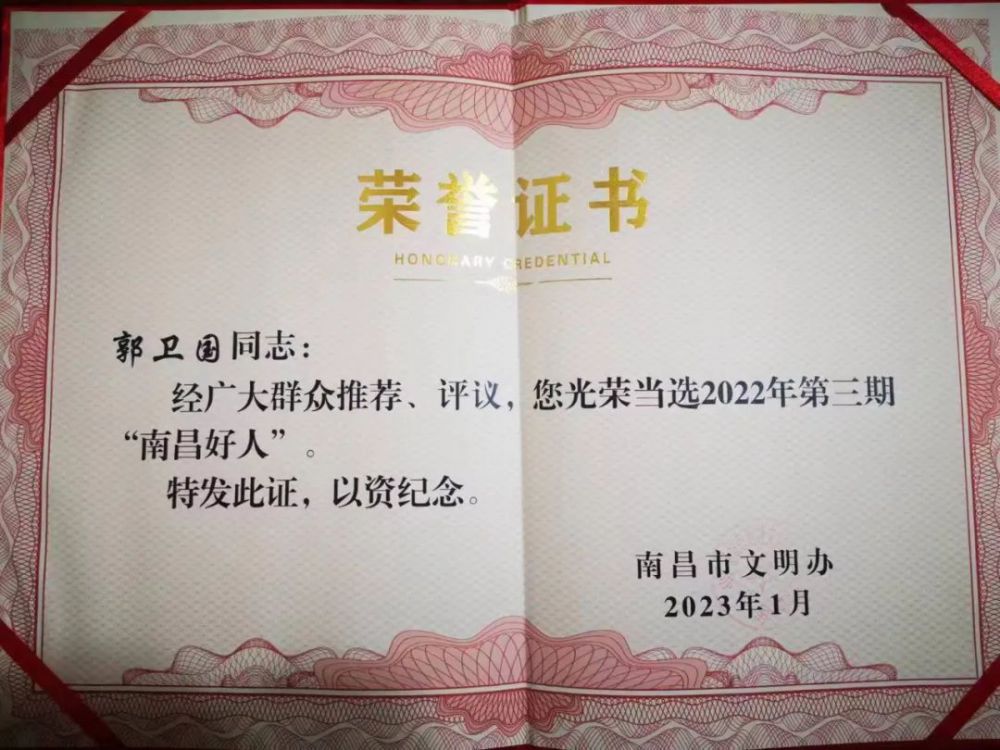 荣誉证书
HONORARY CREDENTIAL
郭卫国同志：
经广大群众推荐、评议，您光荣当选2022年第三期
“南昌好人”。
特发此证，以资纪念。
南昌市文明办
2023年1月